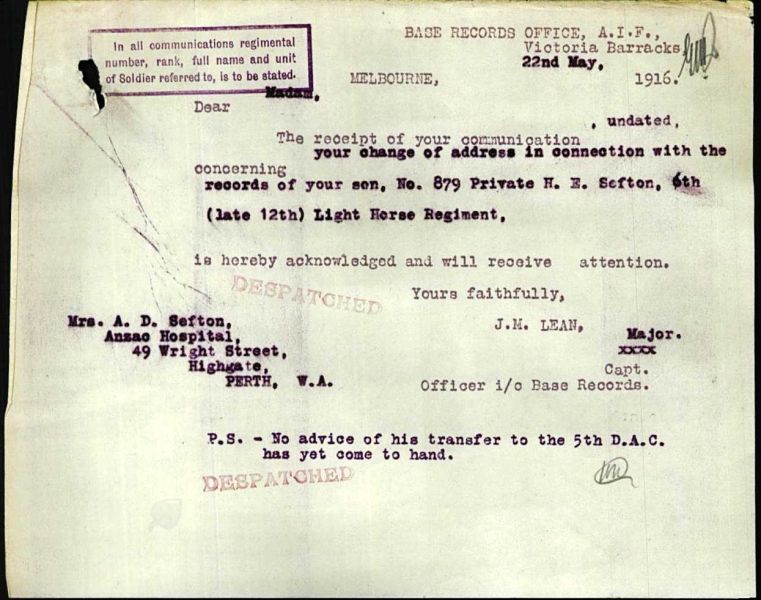 In all communications regimental
number, rank, full name and unit
of Soldier referred to, is to be stated.
BASE RECORDS OFFICE, A.I.F.,
Victoria Barracks,
22nd May,
MELBOURNE, 1916.
Madam,
Dear
, undated,
The receipt of your communication
your change of address in connection with the
concerning
records of your son, No. 879 Private H. E. Sefton, 6th
(late 12th) Light Horse Regiment,
is hereby acknowledged and will receive attention.
DESPATCHED
Yours faithfully,
J.M. LEAN,
Major.
xxxx
Capt.
Officer i/c Base Records.
Mrs. A. D. Sefton,
Anzac Hospital,
49 Wright Street,
Highgate,
PERTH, W.A.
P.S. - No advice of his transfer to the 5th D.A.C.
has yet come to hand.
DESPATCHED